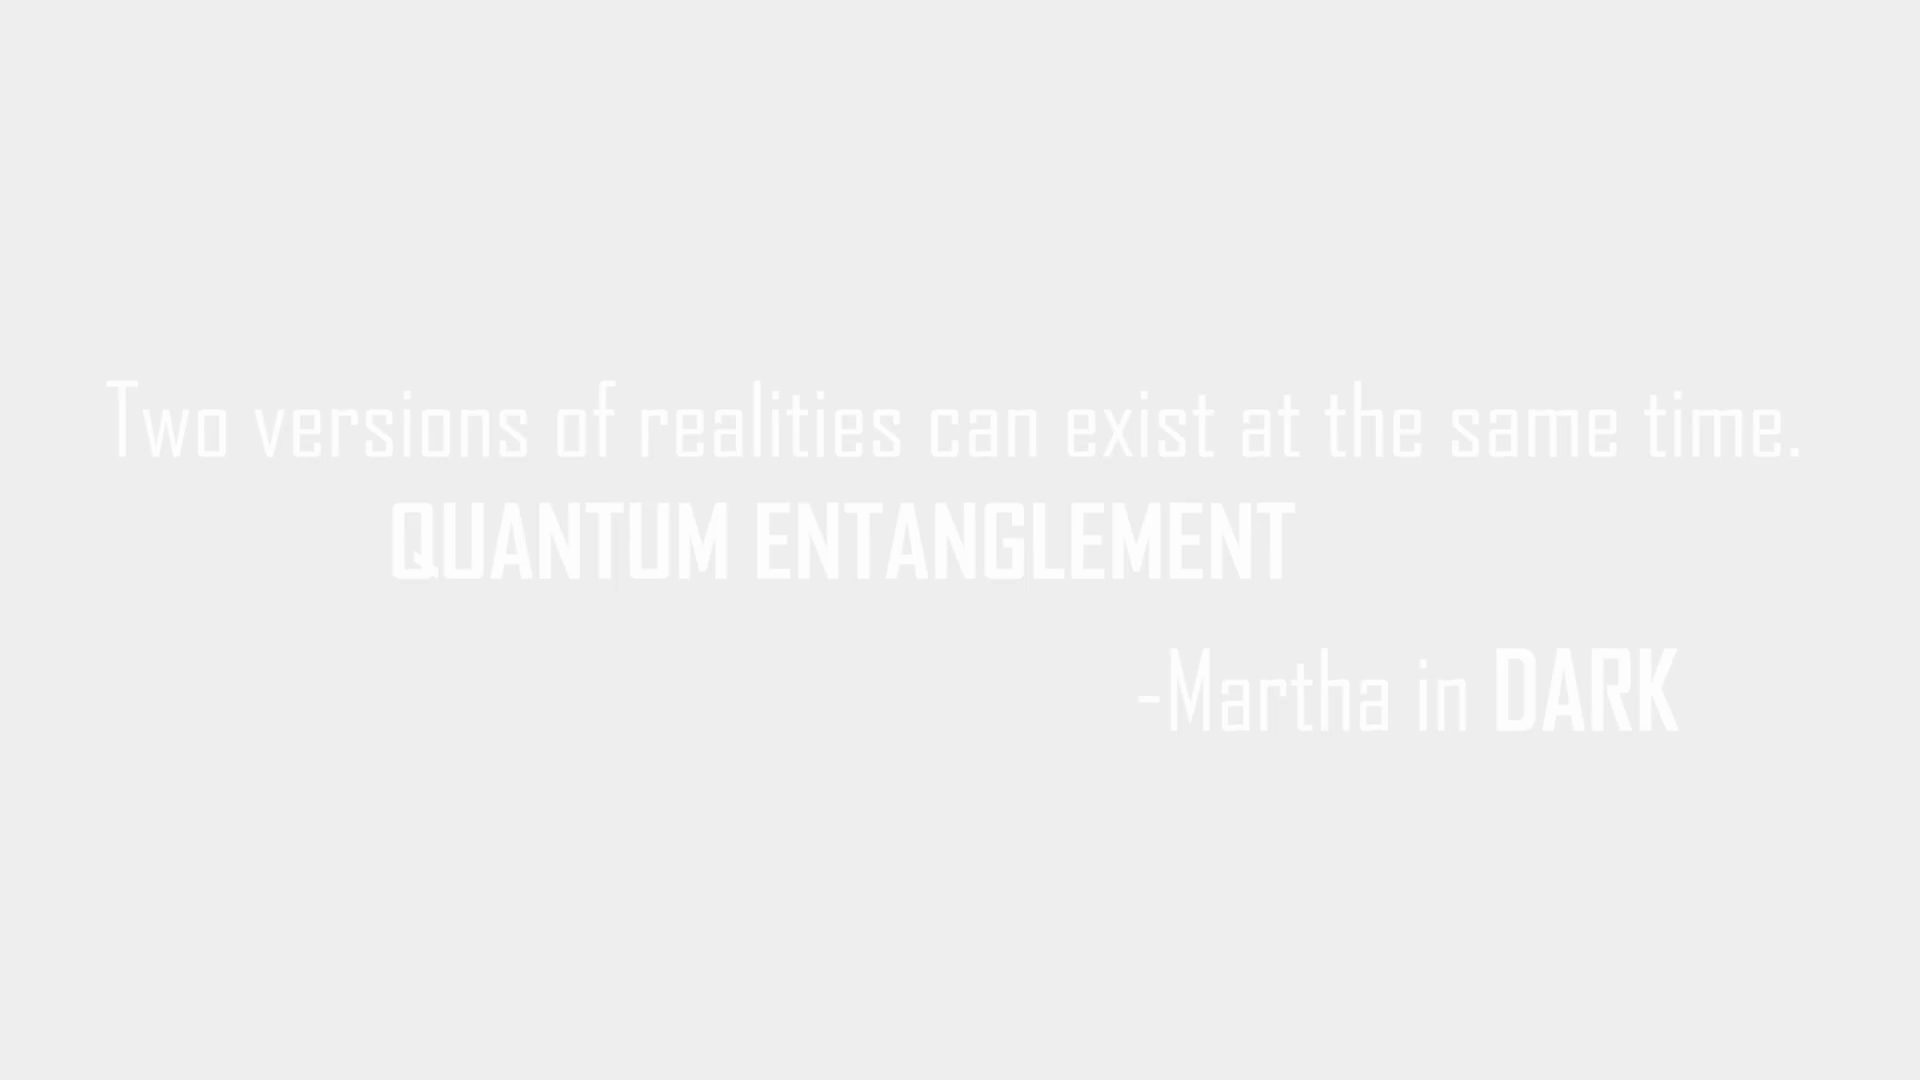 Two versions of realities can exist at the same time.
QUANTUM ENTANGLEMENT
-Martha in DARK